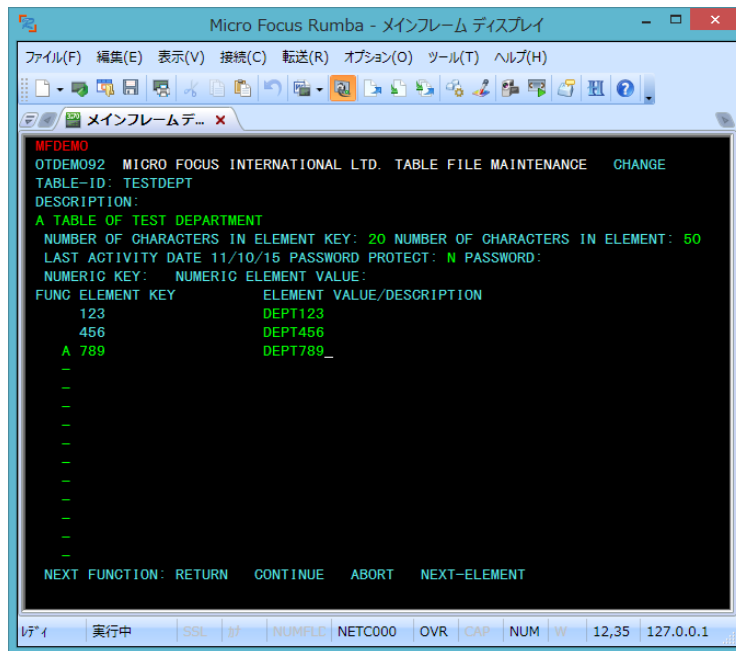 Micro Focus Rumba - メインフレーム ディスプレイ
ファイル(F) 編集(E) 表示(V) 接続(C) 転送(R) オプション(O) ツール(T) ヘルプ(H)
メインフレーム デ...
MFDEMO
OTDEMO92 MICRO FOCUS INTERNATIONAL LTD. TABLE FILE MAINTENANCE CHANGE
TABLE-ID: TESTDEPT
DESCRIPTION:
A TABLE OF TEST DEPARTMENT
NUMBER OF CHARACTERS IN ELEMENT KEY: 20 NUMBER OF CHARACTERS IN ELEMENT: 50
LAST ACTIVITY DATE 11/10/15 PASSWORD PROTECT: N PASSWORD:
NUMERIC KEY: NUMERIC ELEMENT VALUE:
FUNC ELEMENT KEY ELEMENT VALUE/DESCRIPTION
123 DEPT123
456 DEPT456
A 789 DEPT789_
NEXT FUNCTION: RETURN CONTINUE ABORT NEXT-ELEMENT
ﾚﾃﾞｨ 実行中 SSL NUMFLE NETC000 OVR CAP NUM W 12,35 127.0.0.1